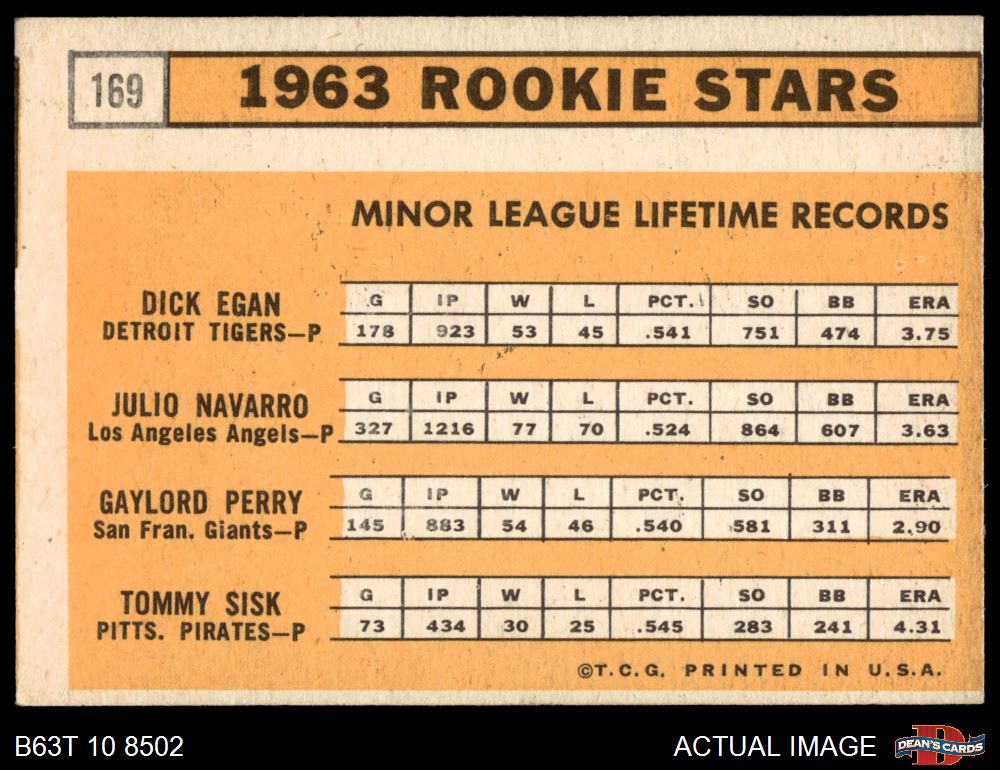 169
1963 ROOKIE STARS
MINOR LEAGUE LIFETIME RECORDS
DICK EGAN
DETROIT TIGERS—P
G IP W L PCT. SO BB ERA
178 923 53 45 .541 751 474 3.75
JULIO NAVARRO
Los Angeles Angels—P
G IP W L PCT. SO BB ERA
327 1216 77 70 .524 864 607 3.63
GAYLORD PERRY
San Fran. Giants—P
G IP W L PCT. SO BB ERA
145 883 54 46 .540 581 311 2.90
TOMMY SISK
PITTS. PIRATES—P
G IP W L PCT. SO BB ERA
73 434 30 25 .545 283 241 4.31
©T.C.G. PRINTED IN U.S.A.
B63T 10 8502
ACTUAL IMAGE
D
DEAN'S CARDS